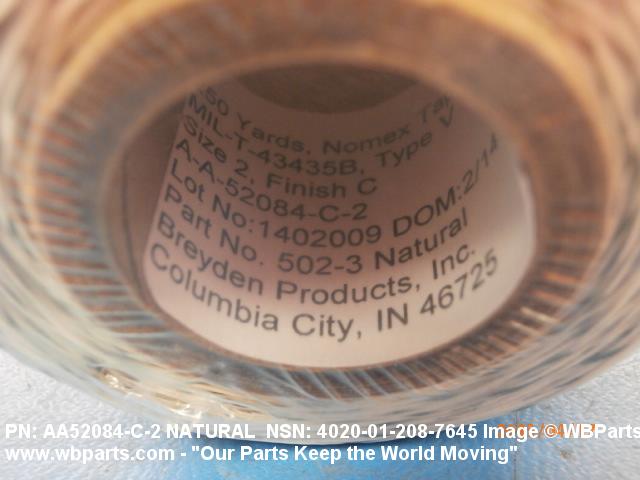 .50 Yards, Nomex Ta
MIL-T-43435B, Type V
Size 2, Finish C
A-A-52084-C-2
Lot No:1402009 DOM:2/14
Part No. 502-3 Natural
Breyden Products, Inc.
Columbia City, IN 46725
PN: AA52084-C-2 NATURAL NSN: 4020-01-208-7645 Image © WBParts
www.wbparts.com - "Our Parts Keep the World Moving"